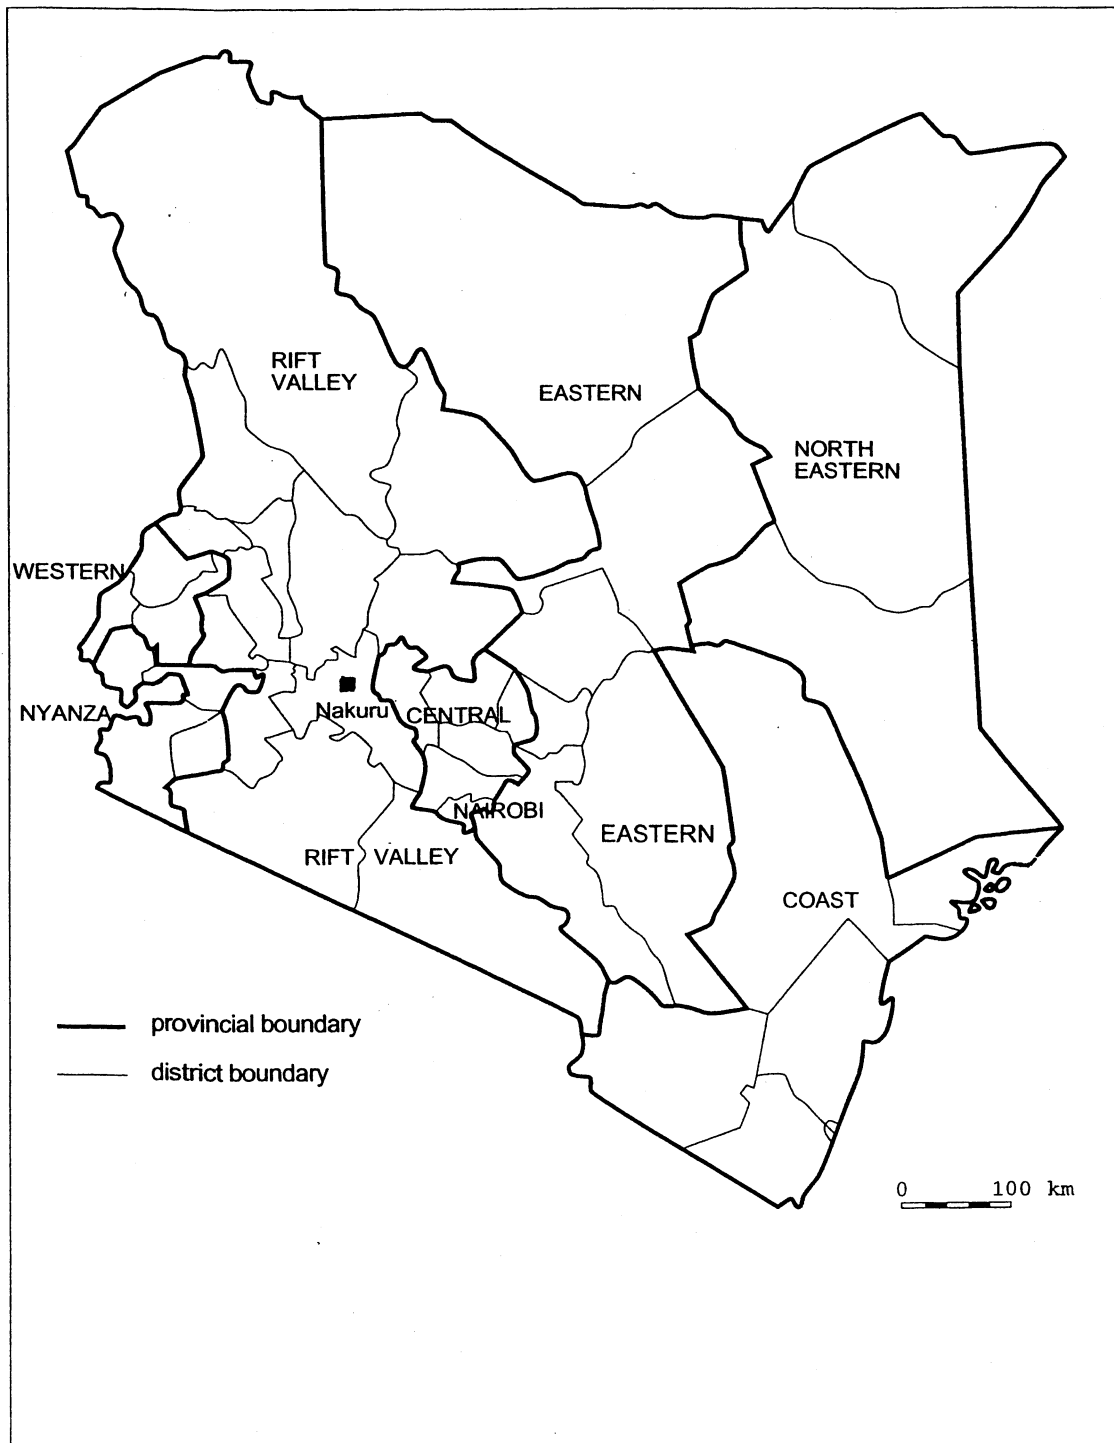 RIFT
VALLEY
EASTERN
NORTH
EASTERN
WESTERN
NYANZA
Nakuru
CENTRAL
NAIROBI
EASTERN
RIFT VALLEY
COAST
provincial boundary
district boundary
0 100 km